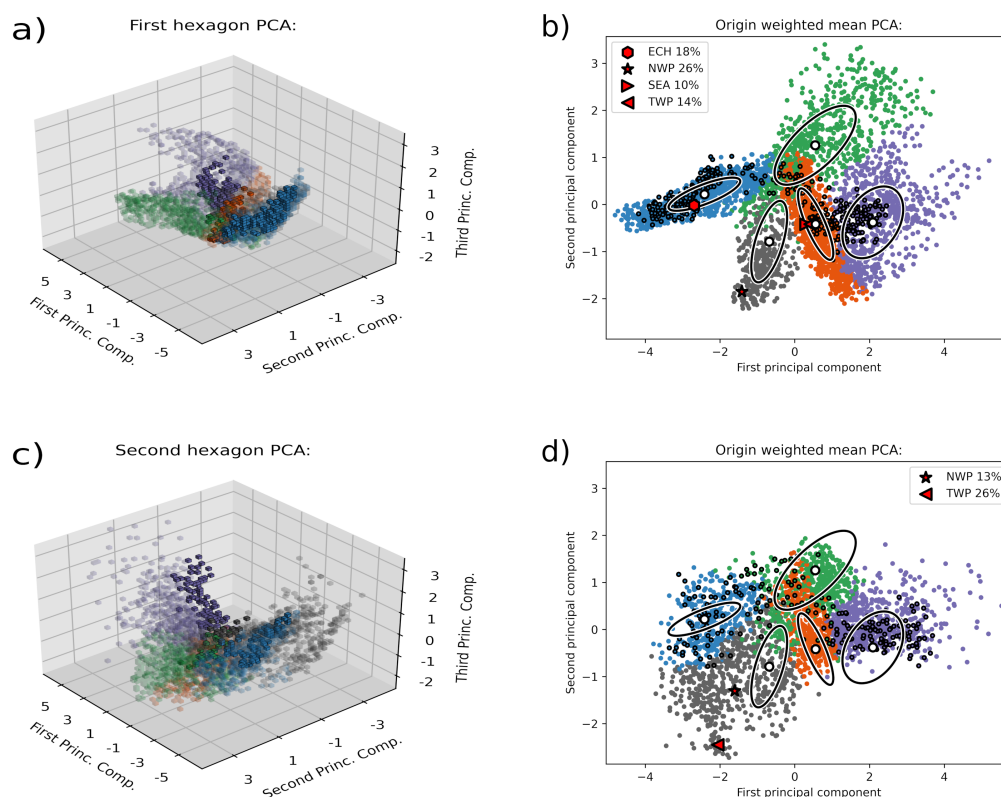 a)
First hexagon PCA:
3
2
1
0
-1
-2
Third Princ. Comp.
5
3
1
-1
-3
-5
First Princ. Comp.
3
1
-1
-3
Second Princ. Comp.
b)
Origin weighted mean PCA:
ECH 18%
NWP 26%
SEA 10%
TWP 14%
3
2
1
0
-1
-2
Second principal component
-4
-2
0
2
4
First principal component
c)
Second hexagon PCA:
3
2
1
0
-1
-2
Third Princ. Comp.
5
3
1
-1
-3
-5
First Princ. Comp.
3
1
-1
-3
Second Princ. Comp.
d)
Origin weighted mean PCA:
NWP 13%
TWP 26%
3
2
1
0
-1
-2
Second principal component
-4
-2
0
2
4
First principal component